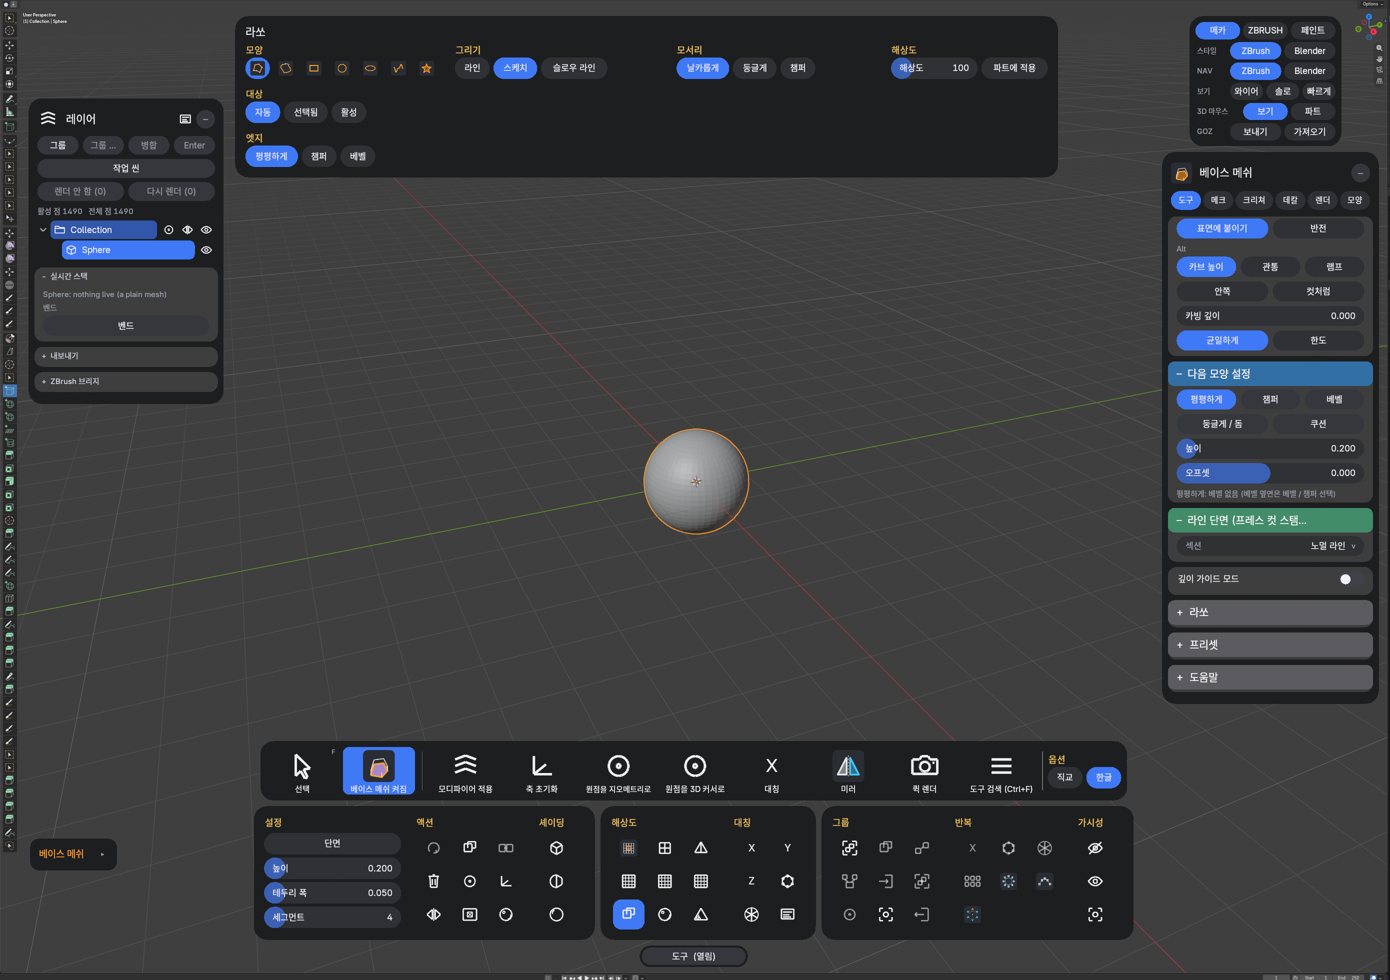 Options
User Perspective
(1) Collection | Sphere
라쏘
모양
그리기
라인
스케치
슬로우 라인
모서리
날카롭게
둥글게
챔퍼
해상도
해상도 100
파트에 적용
대상
자동
선택됨
활성
엣지
평평하게
챔퍼
베벨
메카
ZBRUSH
페인트
스타일
ZBrush
Blender
NAV
ZBrush
Blender
보기
와이어
솔로
빠르게
3D 마우스
보기
파트
GOZ
보내기
가져오기
레이어
그룹
그룹 ...
병합
Enter
작업 씬
렌더 안 함 (0)
다시 렌더 (0)
활성 점 1490 전체 점 1490
Collection
Sphere
- 실시간 스택
Sphere: nothing live (a plain mesh)
벤드
벤드
+ 내보내기
+ ZBrush 브리지
베이스 메쉬
도구
메크
크리쳐
데칼
렌더
모양
표면에 붙이기
반전
Alt
카브 높이
관통
램프
안쪽
컷처럼
카빙 깊이 0.000
균일하게
한도
– 다음 모양 설정
평평하게
챔퍼
베벨
둥글게 / 돔
쿠션
높이 0.200
오프셋 0.000
평평하게: 베벨 없음 (베벨 옆면은 베벨 / 챔퍼 선택)
– 라인 단면 (프레스 컷 스탬...
섹션 노멀 라인
깊이 가이드 모드
+ 라쏘
+ 프리셋
+ 도움말
선택
F
베이스 메쉬 켜짐
모디파이어 적용
축 초기화
원점을 지오메트리로
원점을 3D 커서로
X
대칭
미러
퀵 렌더
도구 검색 (Ctrl+F)
옵션
직교
한글
설정
단면
높이 0.200
테두리 폭 0.050
세그먼트 4
액션
셰이딩
해상도
대칭
X
Y
Z
그룹
반복
X
가시성
베이스 메쉬
도구 (열림)